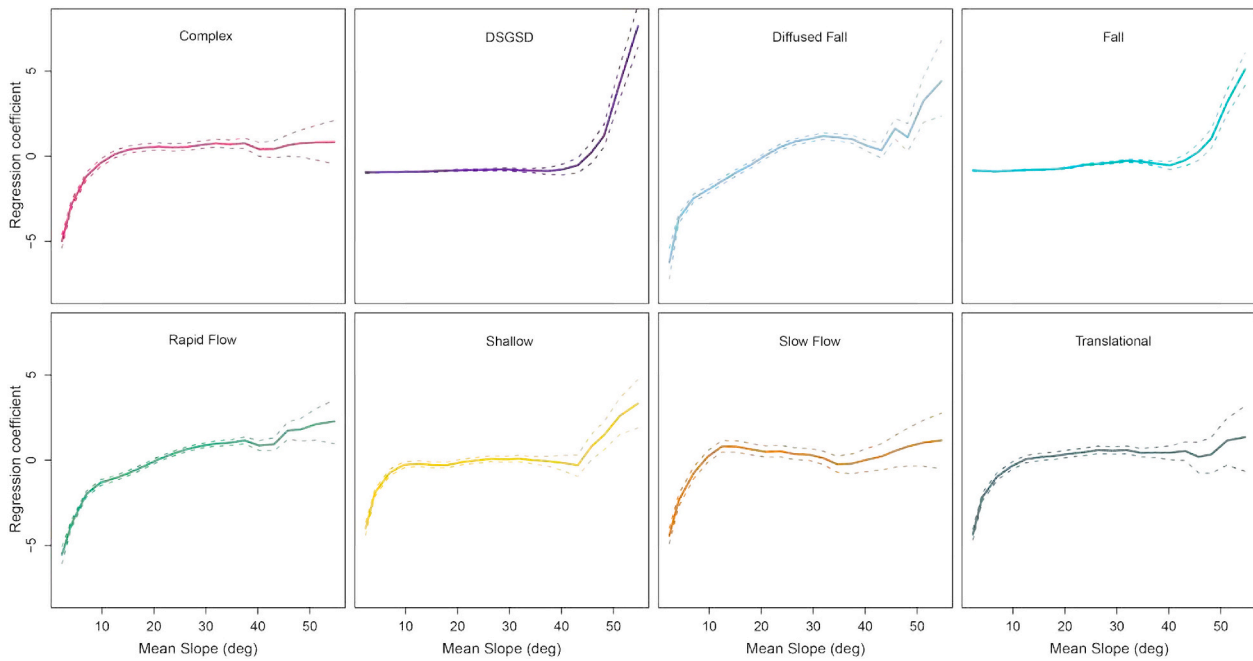 Complex
DSGSD
Diffused Fall
Fall
Regression coefficient
5
0
−5
Rapid Flow
Shallow
Slow Flow
Translational
Regression coefficient
5
0
−5
10 20 30 40 50
10 20 30 40 50
10 20 30 40 50
10 20 30 40 50
Mean Slope (deg)
Mean Slope (deg)
Mean Slope (deg)
Mean Slope (deg)